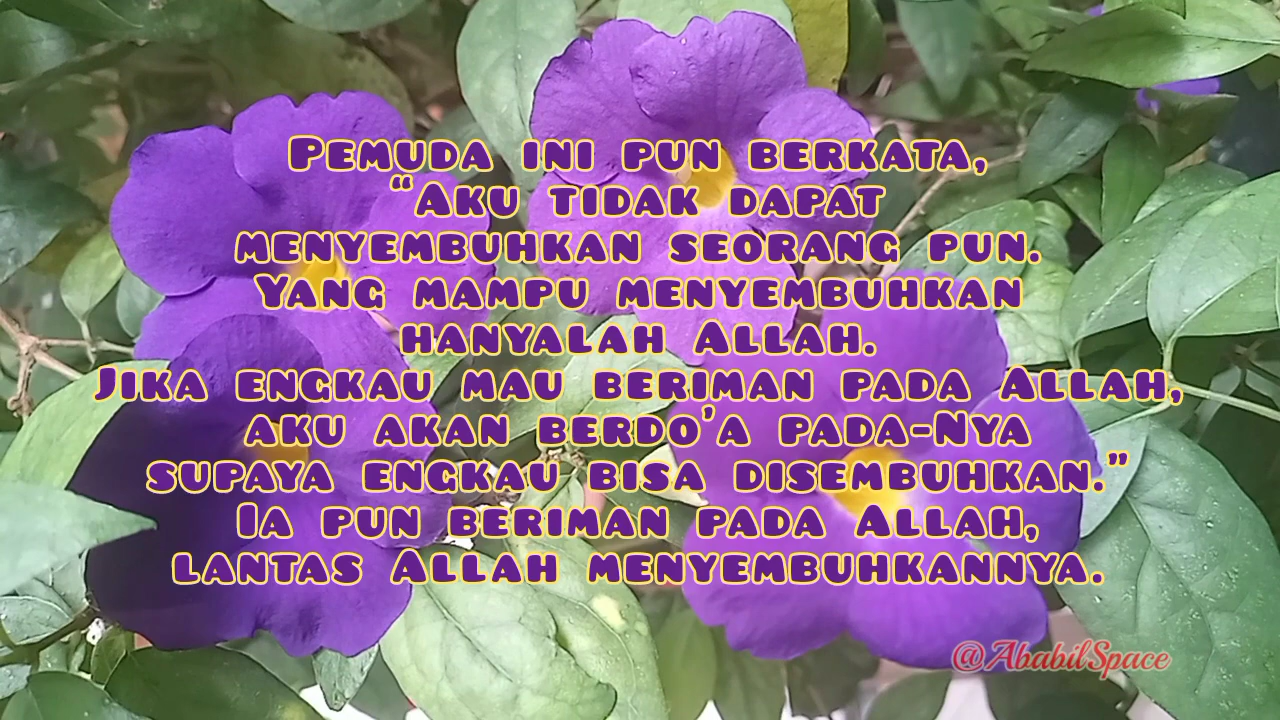 Pemuda ini pun berkata,
“Aku tidak dapat
menyembuhkan seorang pun.
Yang mampu menyembuhkan
hanyalah Allah.
Jika engkau mau beriman pada Allah,
aku akan berdo’a pada-Nya
supaya engkau bisa disembuhkan.”
Ia pun beriman pada Allah,
lantas Allah menyembuhkannya.
@AbabilSpace